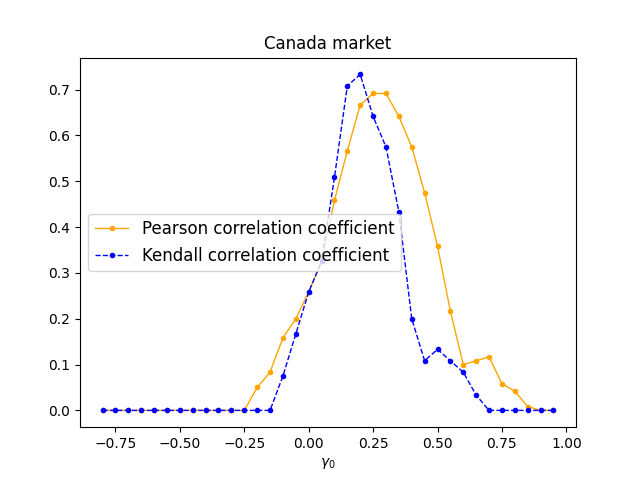 Canada market
0.7
0.6
0.5
0.4
0.3
0.2
0.1
0.0
Pearson correlation coefficient
Kendall correlation coefficient
−0.75 −0.50 −0.25 0.00 0.25 0.50 0.75 1.00
γ₀